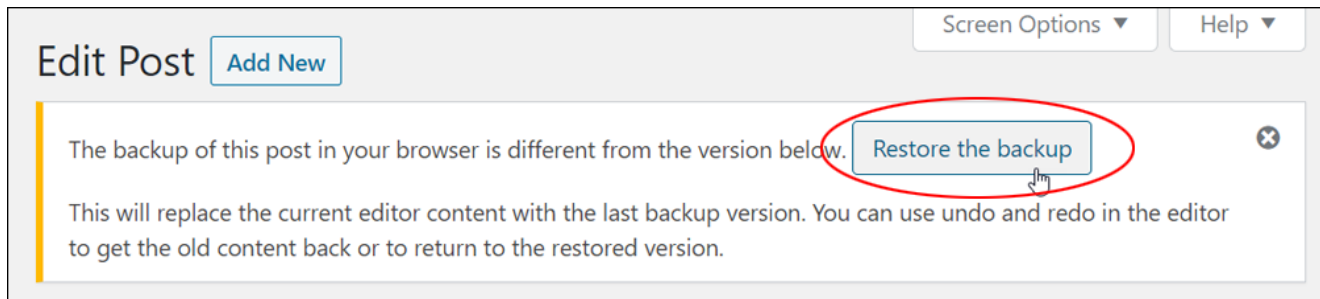 Screen Options ▼ Help ▼
Edit Post Add New
The backup of this post in your browser is different from the version below. Restore the backup
This will replace the current editor content with the last backup version. You can use undo and redo in the editor
to get the old content back or to return to the restored version.